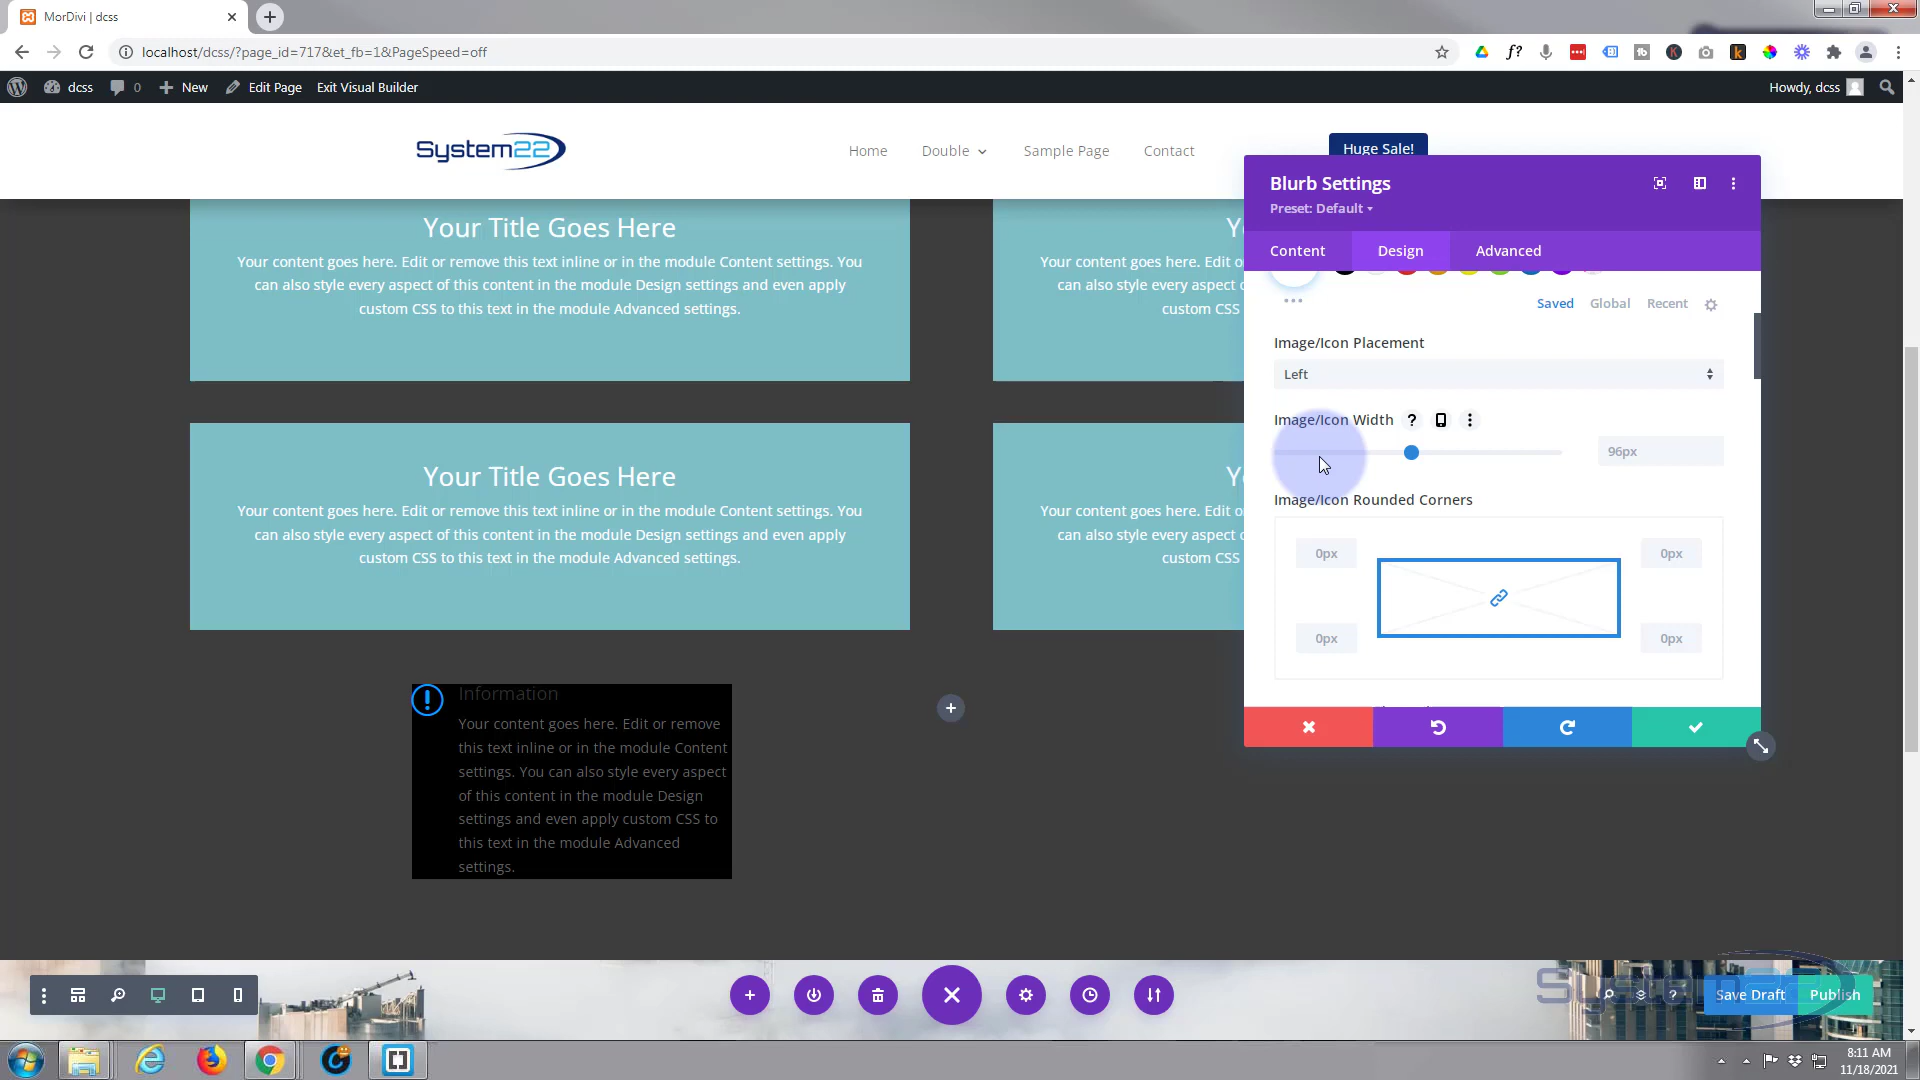 MorDivi | dcss
localhost/dcss/?page_id=717&et_fb=1&PageSpeed=off
dcss
0
New
Edit Page
Exit Visual Builder
Howdy, dcss
System22
Home
Double
Sample Page
Contact
Huge Sale!
Blurb Settings
Preset: Default
Content
Design
Advanced
Saved
Global
Recent
Image/Icon Placement
Left
Image/Icon Width
?
96px
Image/Icon Rounded Corners
0px
0px
0px
0px
Your Title Goes Here
Your content goes here. Edit or remove this text inline or in the module Content settings. You
can also style every aspect of this content in the module Design settings and even apply
custom CSS to this text in the module Advanced settings.
Y
Your content goes here. Edit or
can also style every aspect of
custom CSS
Your Title Goes Here
Your content goes here. Edit or remove this text inline or in the module Content settings. You
can also style every aspect of this content in the module Design settings and even apply
custom CSS to this text in the module Advanced settings.
Y
Your content goes here. Edit or
can also style every aspect of
custom CSS
Information
Your content goes here. Edit or remove
this text inline or in the module Content
settings. You can also style every aspect
of this content in the module Design
settings and even apply custom CSS to
this text in the module Advanced
settings.
System22
?
Save Draft
Publish
8:11 AM
11/18/2021